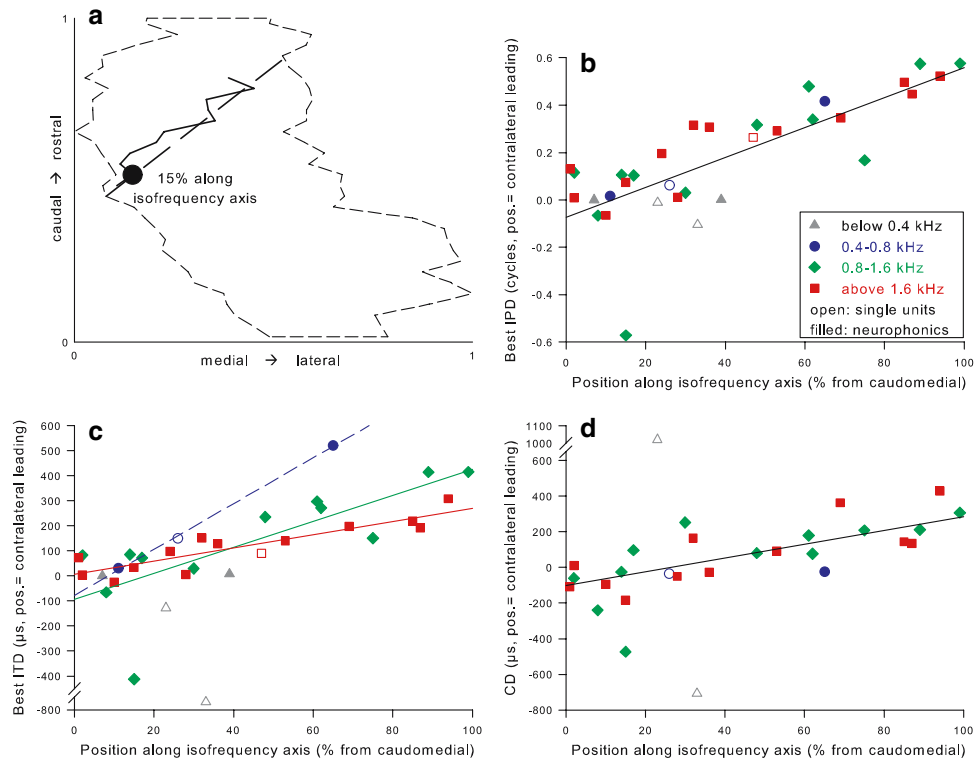 a
1
caudal → rostral
15% along
isofrequency axis
0
0
medial → lateral
1
b
0.6
0.4
0.2
0.0
-0.2
-0.4
-0.6
Best IPD (cycles, pos.= contralateral leading)
below 0.4 kHz
0.4-0.8 kHz
0.8-1.6 kHz
above 1.6 kHz
open: single units
filled: neurophonics
0 20 40 60 80 100
Position along isofrequency axis (% from caudomedial)
c
600
500
400
300
200
100
0
-100
-200
-300
-400
-800
Best ITD (µs, pos.= contralateral leading)
0 20 40 60 80 100
Position along isofrequency axis (% from caudomedial)
d
1100
1000
600
400
200
0
-200
-400
-600
-800
CD (µs, pos.= contralateral leading)
0 20 40 60 80 100
Position along isofrequency axis (% from caudomedial)